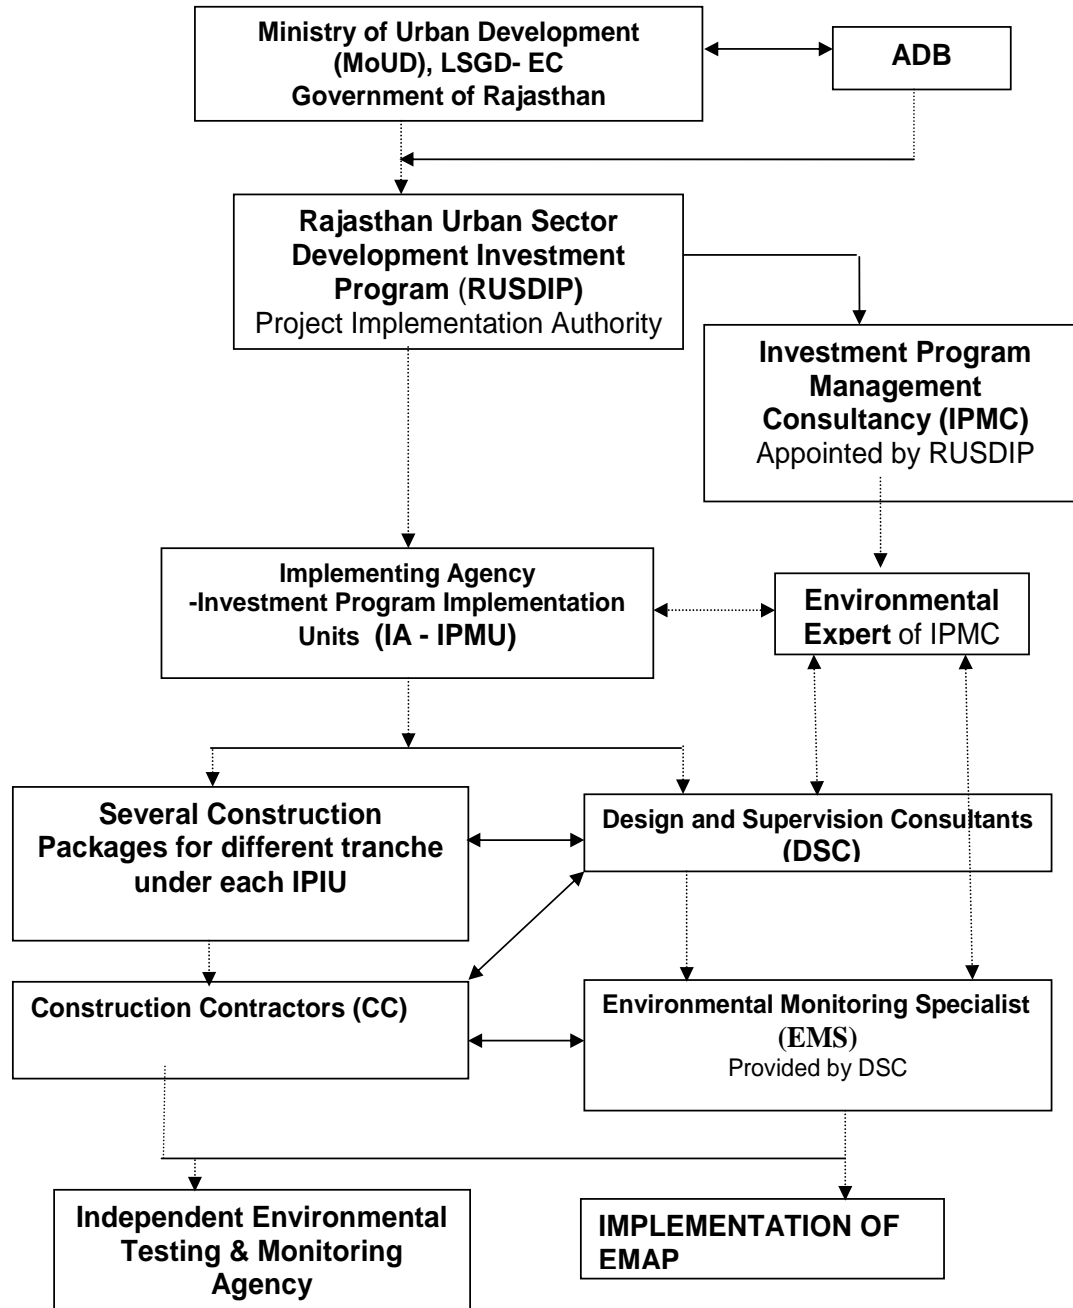 Ministry of Urban Development
(MoUD), LSGD- EC
Government of Rajasthan
ADB
Rajasthan Urban Sector
Development Investment
Program (RUSDIP)
Project Implementation Authority
Investment Program
Management
Consultancy (IPMC)
Appointed by RUSDIP
Implementing Agency
-Investment Program Implementation
Units (IA - IPMU)
Environmental
Expert of IPMC
Several Construction
Packages for different tranche
under each IPIU
Design and Supervision Consultants
(DSC)
Construction Contractors (CC)
Environmental Monitoring Specialist
(EMS)
Provided by DSC
Independent Environmental
Testing & Monitoring
Agency
IMPLEMENTATION OF
EMAP